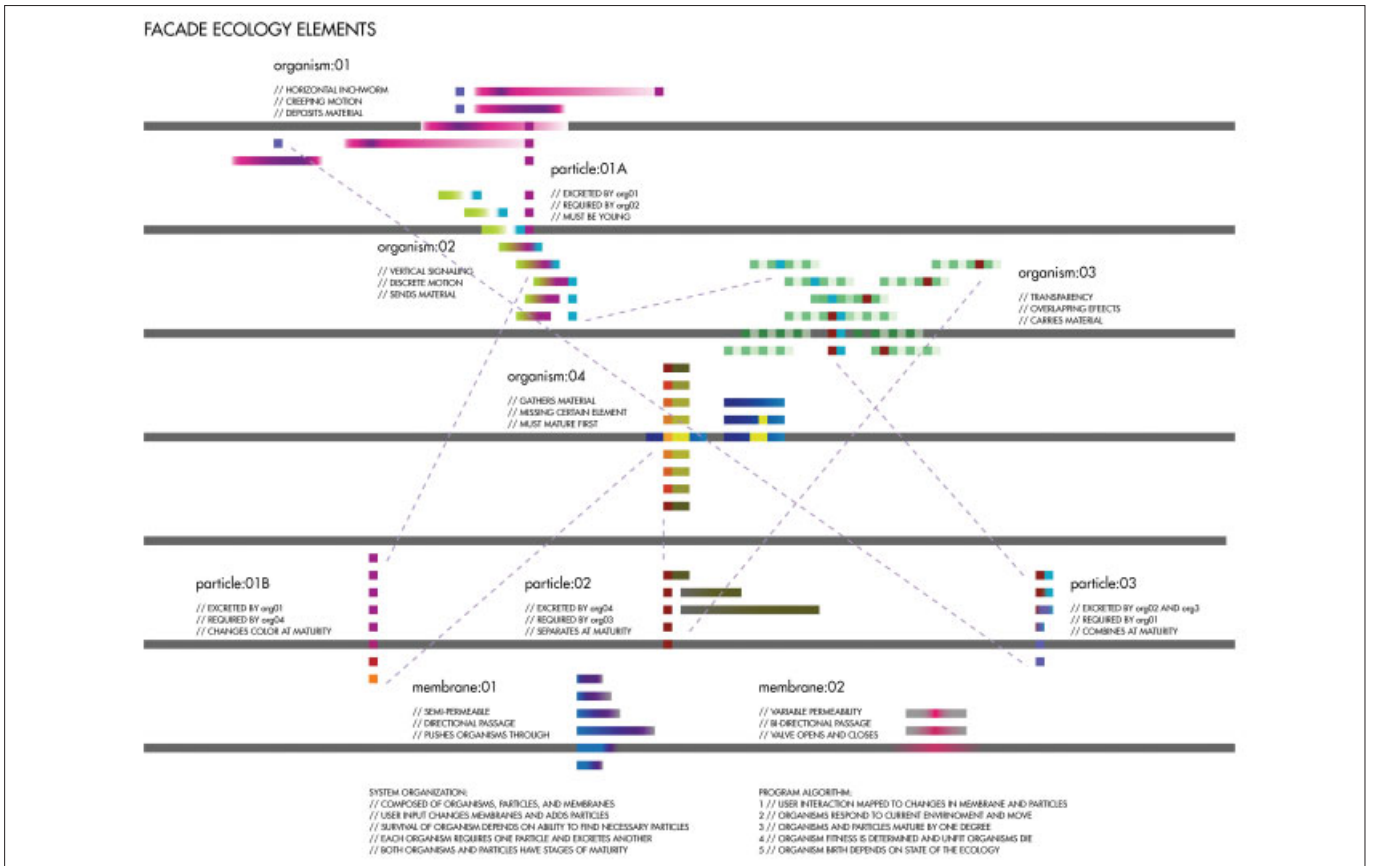 FACADE ECOLOGY ELEMENTS
organism:01
// HORIZONTAL INCHWORM
// CREEPING MOTION
// DEPOSITS MATERIAL
particle:01A
// EXCRETED BY org01
// REQUIRED BY org02
// MUST BE YOUNG
organism:02
// VERTICAL SIGNALING
// DISCRETE MOTION
// SENDS MATERIAL
organism:03
// TRANSPARENCY
// OVERLAPPING EFFECTS
// CARRIES MATERIAL
organism:04
// GATHERS MATERIAL
// MISSING CERTAIN ELEMENT
// MUST MATURE FIRST
particle:01B
// EXCRETED BY org01
// REQUIRED BY org04
// CHANGES COLOR AT MATURITY
particle:02
// EXCRETED BY org04
// REQUIRED BY org03
// SEPARATES AT MATURITY
particle:03
// EXCRETED BY org02 AND org3
// REQUIRED BY org01
// COMBINES AT MATURITY
membrane:01
// SEMI-PERMEABLE
// DIRECTIONAL PASSAGE
// PUSHES ORGANISMS THROUGH
membrane:02
// VARIABLE PERMEABILITY
// BI-DIRECTIONAL PASSAGE
// VALVE OPENS AND CLOSES
SYSTEM ORGANIZATION:
// COMPOSED OF ORGANISMS, PARTICLES, AND MEMBRANES
// USER INPUT CHANGES MEMBRANES AND ADDS PARTICLES
// SURVIVAL OF ORGANISM DEPENDS ON ABILITY TO FIND NECESSARY PARTICLES
// EACH ORGANISM REQUIRES ONE PARTICLE AND EXCRETES ANOTHER
// BOTH ORGANISMS AND PARTICLES HAVE STAGES OF MATURITY
PROGRAM ALGORITHM:
1 // USER INTERACTION MAPPED TO CHANGES IN MEMBRANE AND PARTICLES
2 // ORGANISMS RESPOND TO CURRENT ENVIRNOMENT AND MOVE
3 // ORGANISMS AND PARTICLES MATURE BY ONE DEGREE
4 // ORGANISM FITNESS IS DETERMINED AND UNFIT ORGANISMS DIE
5 // ORGANISM BIRTH DEPENDS ON STATE OF THE ECOLOGY